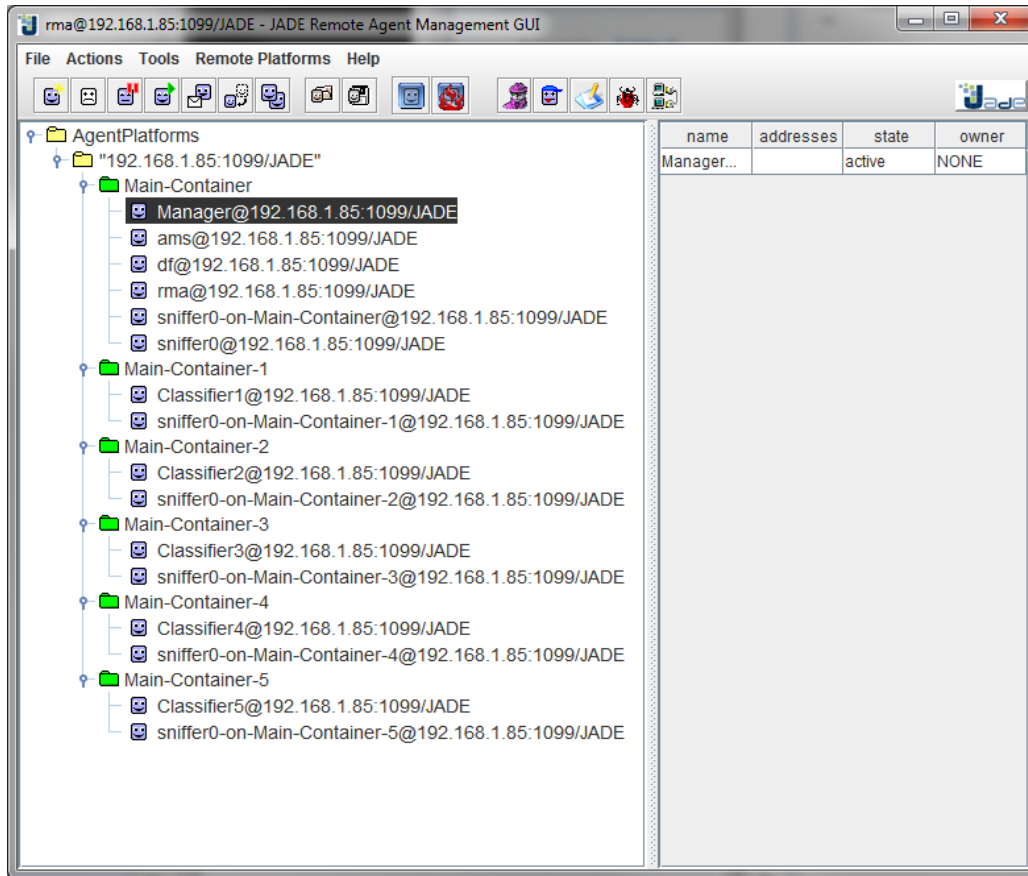 rma@192.168.1.85:1099/JADE - JADE Remote Agent Management GUI
File Actions Tools Remote Platforms Help
Jade
AgentPlatforms
"192.168.1.85:1099/JADE"
Main-Container
Manager@192.168.1.85:1099/JADE
ams@192.168.1.85:1099/JADE
df@192.168.1.85:1099/JADE
rma@192.168.1.85:1099/JADE
sniffer0-on-Main-Container@192.168.1.85:1099/JADE
sniffer0@192.168.1.85:1099/JADE
Main-Container-1
Classifier1@192.168.1.85:1099/JADE
sniffer0-on-Main-Container-1@192.168.1.85:1099/JADE
Main-Container-2
Classifier2@192.168.1.85:1099/JADE
sniffer0-on-Main-Container-2@192.168.1.85:1099/JADE
Main-Container-3
Classifier3@192.168.1.85:1099/JADE
sniffer0-on-Main-Container-3@192.168.1.85:1099/JADE
Main-Container-4
Classifier4@192.168.1.85:1099/JADE
sniffer0-on-Main-Container-4@192.168.1.85:1099/JADE
Main-Container-5
Classifier5@192.168.1.85:1099/JADE
sniffer0-on-Main-Container-5@192.168.1.85:1099/JADE
name addresses state owner
Manager... active NONE